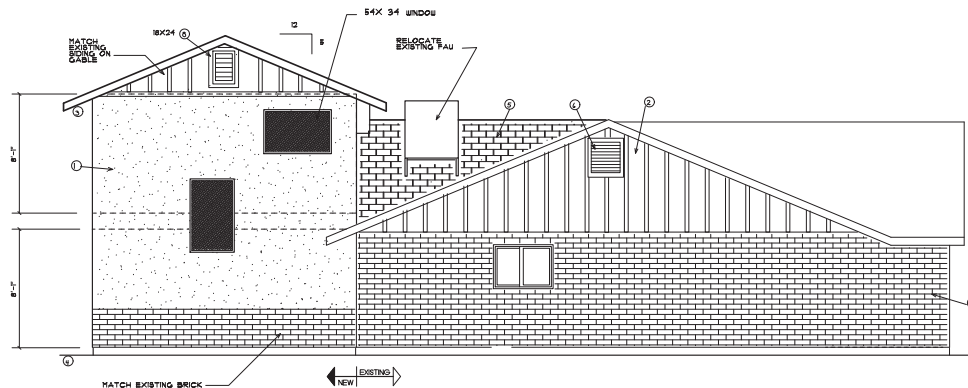 54X 34 WINDOW
12
5
18X24 6
MATCH
EXISTING
SIDING ON
GABLE
RELOCATE
EXISTING FAU
3
5
6
2
1
8'-1"
8'-1"
4
MATCH EXISTING BRICK
NEW
EXISTING